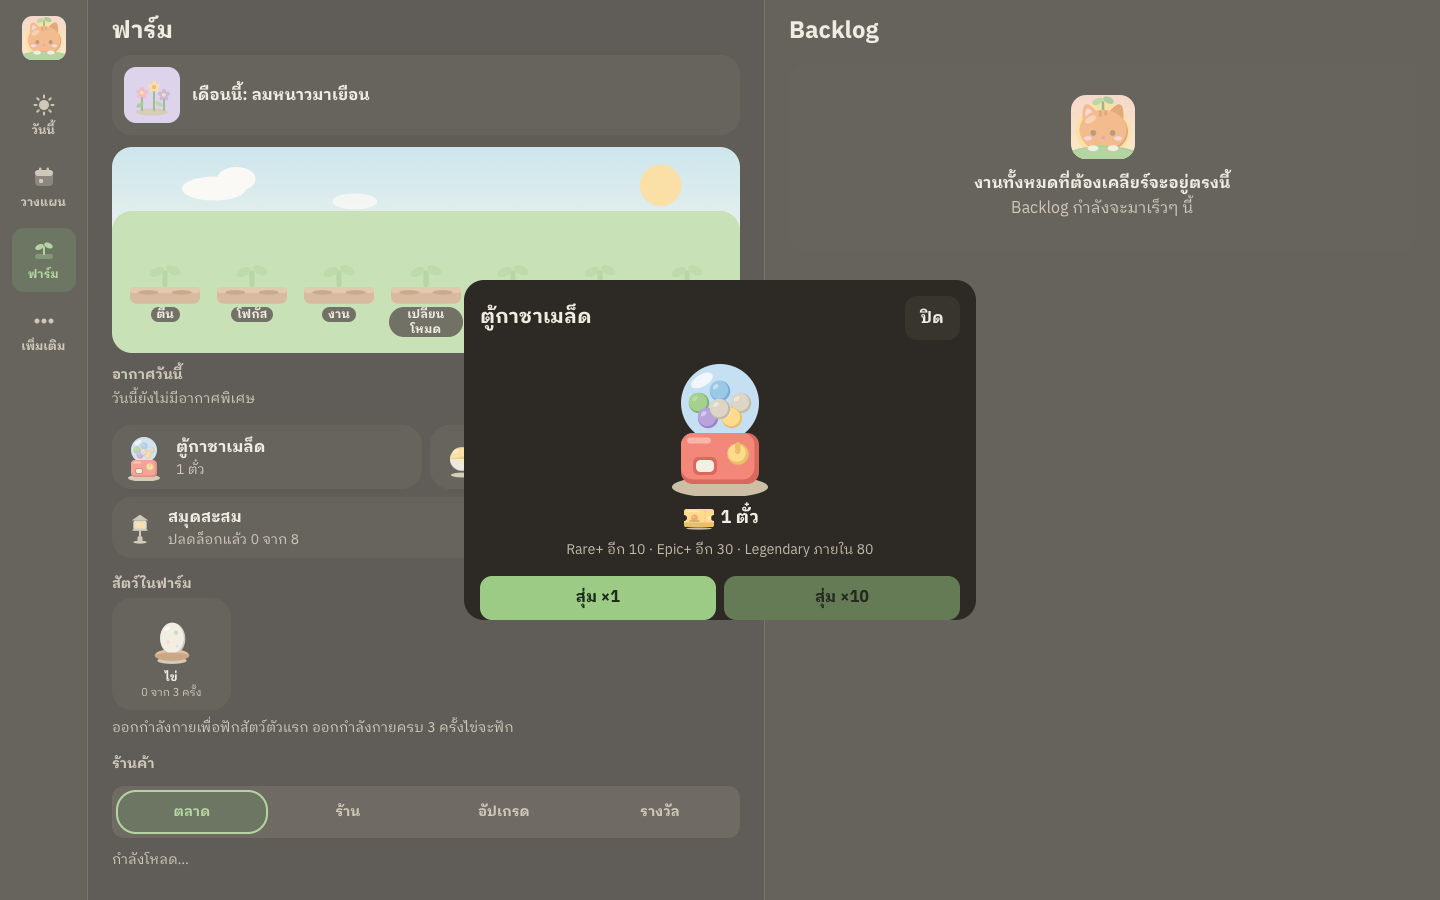 ฟาร์ม
Backlog
เดือนนี้: ลมหนาวมาเยือน
วันนี้
วางแผน
ฟาร์ม
เพิ่มเติม
งานทั้งหมดที่ต้องเคลียร์จะอยู่ตรงนี้
Backlog กำลังจะมาเร็วๆ นี้
ตื่น
โฟกัส
งาน
เปลี่ยน
โหมด
อากาศวันนี้
วันนี้ยังไม่มีอากาศพิเศษ
ตู้กาชาเมล็ด
1 ตั๋ว
สมุดสะสม
ปลดล็อกแล้ว 0 จาก 8
ตู้กาชาเมล็ด
ปิด
1 ตั๋ว
Rare+ อีก 10 · Epic+ อีก 30 · Legendary ภายใน 80
สุ่ม ×1
สุ่ม ×10
สัตว์ในฟาร์ม
ไข่
0 จาก 3 ครั้ง
ออกกำลังกายเพื่อฟักสัตว์ตัวแรก ออกกำลังกายครบ 3 ครั้งไข่จะฟัก
ร้านค้า
ตลาด
ร้าน
อัปเกรด
รางวัล
กำลังโหลด…